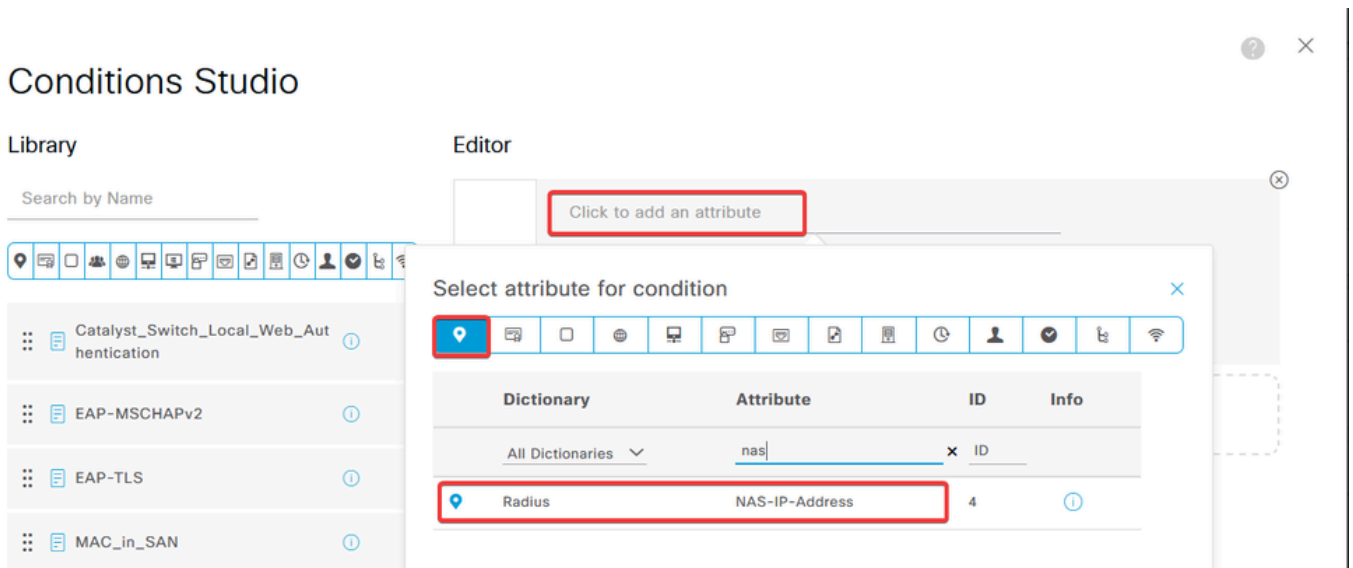 Conditions Studio
Library
Search by Name
Catalyst_Switch_Local_Web_Aut
hentication
EAP-MSCHAPv2
EAP-TLS
MAC_in_SAN
Editor
Click to add an attribute
Select attribute for condition
Dictionary Attribute ID Info
All Dictionaries nas ID
Radius NAS-IP-Address 4